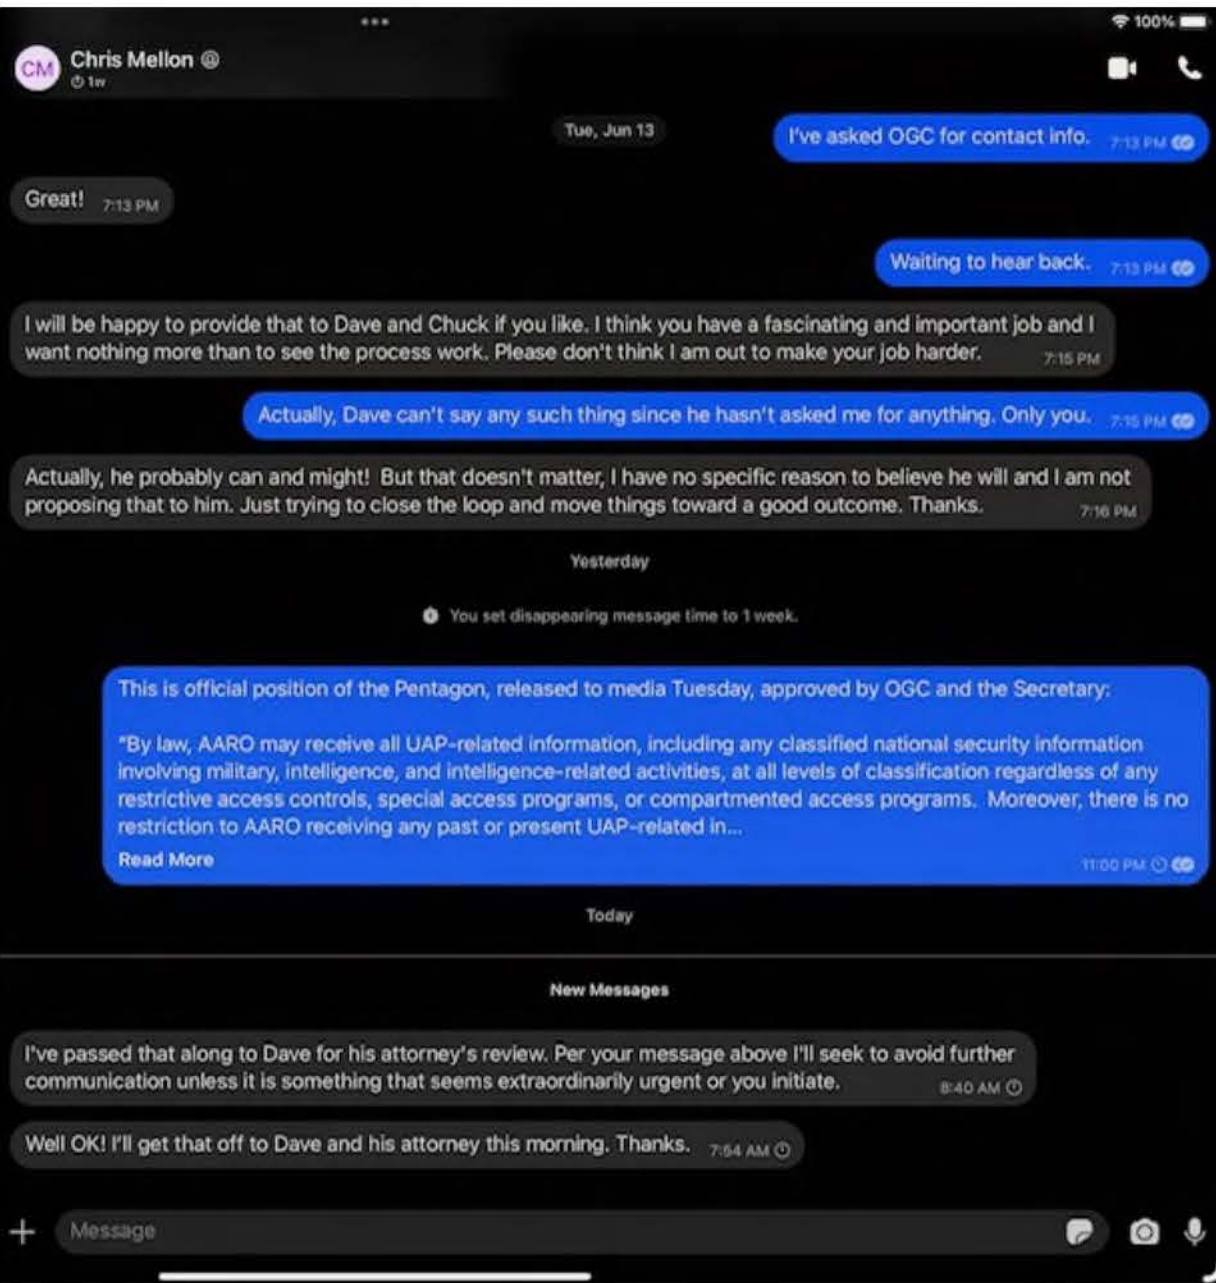 100%
CM
Chris Mellon
1w
Tue, Jun 13
I've asked OGC for contact info. 7:13 PM
Great! 7:13 PM
Waiting to hear back. 7:13 PM
I will be happy to provide that to Dave and Chuck if you like. I think you have a fascinating and important job and I
want nothing more than to see the process work. Please don't think I am out to make your job harder. 7:15 PM
Actually, Dave can't say any such thing since he hasn't asked me for anything. Only you. 7:15 PM
Actually, he probably can and might! But that doesn't matter, I have no specific reason to believe he will and I am not
proposing that to him. Just trying to close the loop and move things toward a good outcome. Thanks. 7:16 PM
Yesterday
You set disappearing message time to 1 week.
This is official position of the Pentagon, released to media Tuesday, approved by OGC and the Secretary:
"By law, AARO may receive all UAP-related information, including any classified national security information
involving military, intelligence, and intelligence-related activities, at all levels of classification regardless of any
restrictive access controls, special access programs, or compartmented access programs. Moreover, there is no
restriction to AARO receiving any past or present UAP-related in...
Read More 11:00 PM
Today
New Messages
I've passed that along to Dave for his attorney's review. Per your message above I'll seek to avoid further
communication unless it is something that seems extraordinarily urgent or you initiate. 8:40 AM
Well OK! I'll get that off to Dave and his attorney this morning. Thanks. 7:54 AM
Message